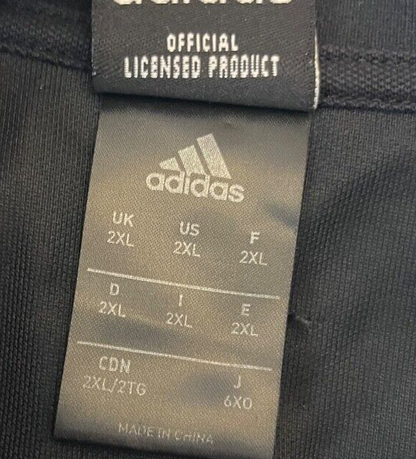 OFFICIAL
LICENSED PRODUCT
adidas
UK US F
2XL 2XL 2XL
D I E
2XL 2XL 2XL
CDN J
2XL/2TG 6XO
MADE IN CHINA